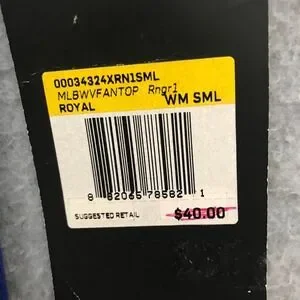 00034324XRN1SML
MLBWVFANTOP Rngr1
ROYAL WM SML
8 82065 78582 1
SUGGESTED RETAIL $40.00